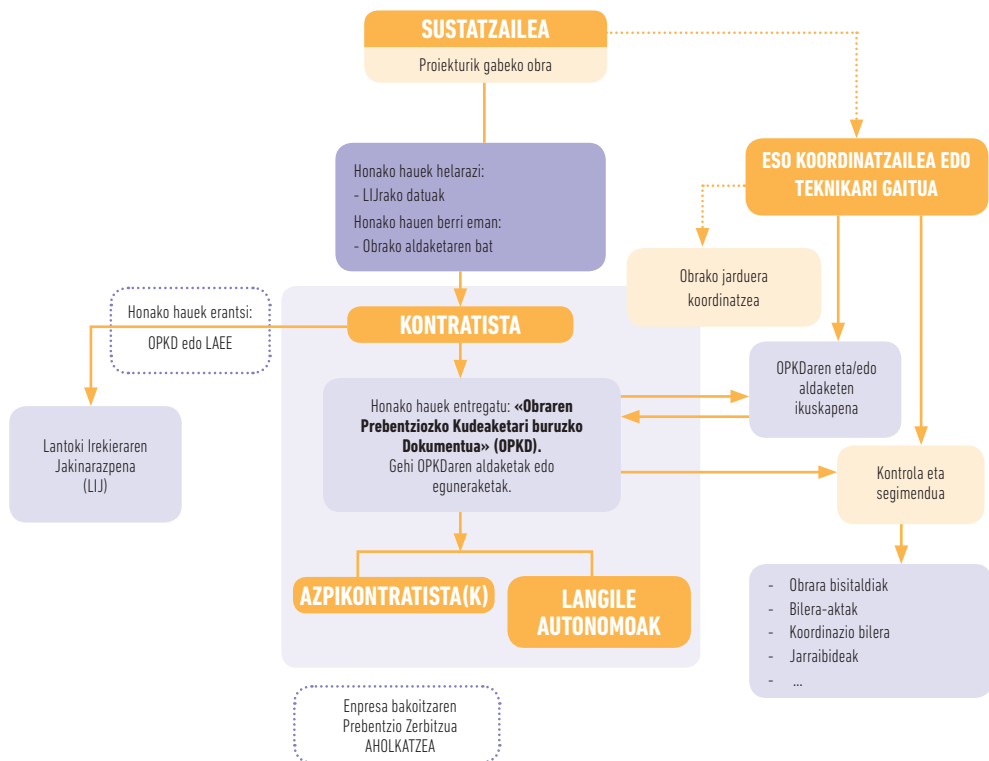 SUSTATZAILEA
Proiekturik gabeko obra
Honako hauek helarazi:
- LIJrako datuak
Honako hauen berri eman:
- Obrako aldaketaren bat
ESO KOORDINATZAILEA EDO
TEKNIKARI GAITUA
Obrako jarduera
koordinatzea
Honako hauek erantsi:
OPKD edo LAEE
KONTRATISTA
OPKDaren eta/edo
aldaketen
ikuskapena
Honako hauek entregatu: «Obraren
Prebentziozko Kudeaketari buruzko
Dokumentua» (OPKD).
Gehi OPKDaren aldaketak edo
eguneraketak.
Lantoki Irekieraren
Jakinarazpena
(LIJ)
Kontrola eta
segimendua
AZPIKONTRATISTA(K)
LANGILE
AUTONOMOAK
- Obrara bisitaldiak
- Bilera-aktak
- Koordinazio bilera
- Jarraibideak
- ...
Enpresa bakoitzaren
Prebentzio Zerbitzua
AHOLKATZEA